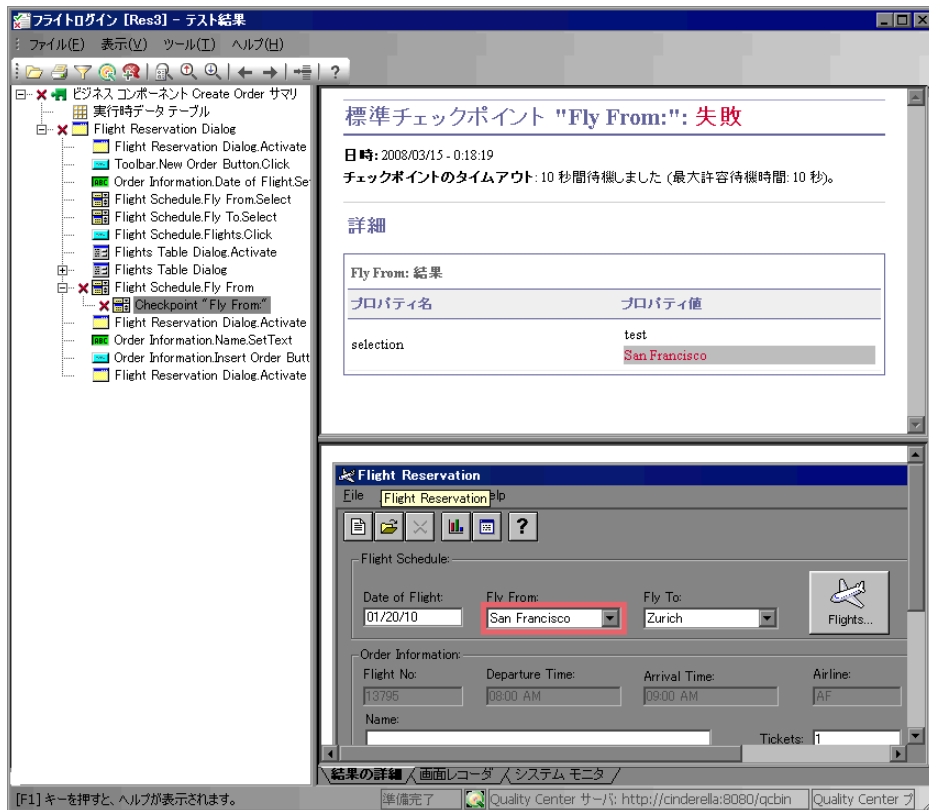 フライトログイン [Res3] - テスト結果
ファイル(F) 表示(V) ツール(T) ヘルプ(H)
?
ビジネス コンポーネント Create Order サマリ
実行時データ テーブル
Flight Reservation Dialog
Flight Reservation Dialog.Activate
Toolbar.New Order Button.Click
ABC Order Information.Date of Flight.Se
Flight Schedule.Fly From.Select
Flight Schedule.Fly To.Select
Flight Schedule.Flights.Click
Flights Table Dialog.Activate
Flights Table Dialog
Flight Schedule.Fly From
Checkpoint "Fly From:"
Flight Reservation Dialog.Activate
ABC Order Information.Name.SetText
Order Information.Insert Order Butt
Flight Reservation Dialog.Activate
標準チェックポイント "Fly From:": 失敗
日時: 2008/03/15 - 0:18:19
チェックポイントのタイムアウト: 10 秒間待機しました (最大許容待機時間: 10 秒)。
詳細
Fly From: 結果
プロパティ名 プロパティ値
selection
test
San Francisco
Flight Reservation
File Flight Reservation elp
?
Flight Schedule:
Date of Flight: Fly From: Fly To:
01/20/10 San Francisco Zurich Flights...
Order Information:
Flight No: Departure Time: Arrival Time: Airline:
13795 08:00 AM 09:00 AM AF
Name:
Tickets: 1
結果の詳細 画面レコーダ システム モニタ
[F1] キーを押すと、ヘルプが表示されます。 準備完了 Quality Center サーバ: http://cinderella:8080/qcbin Quality Center プ